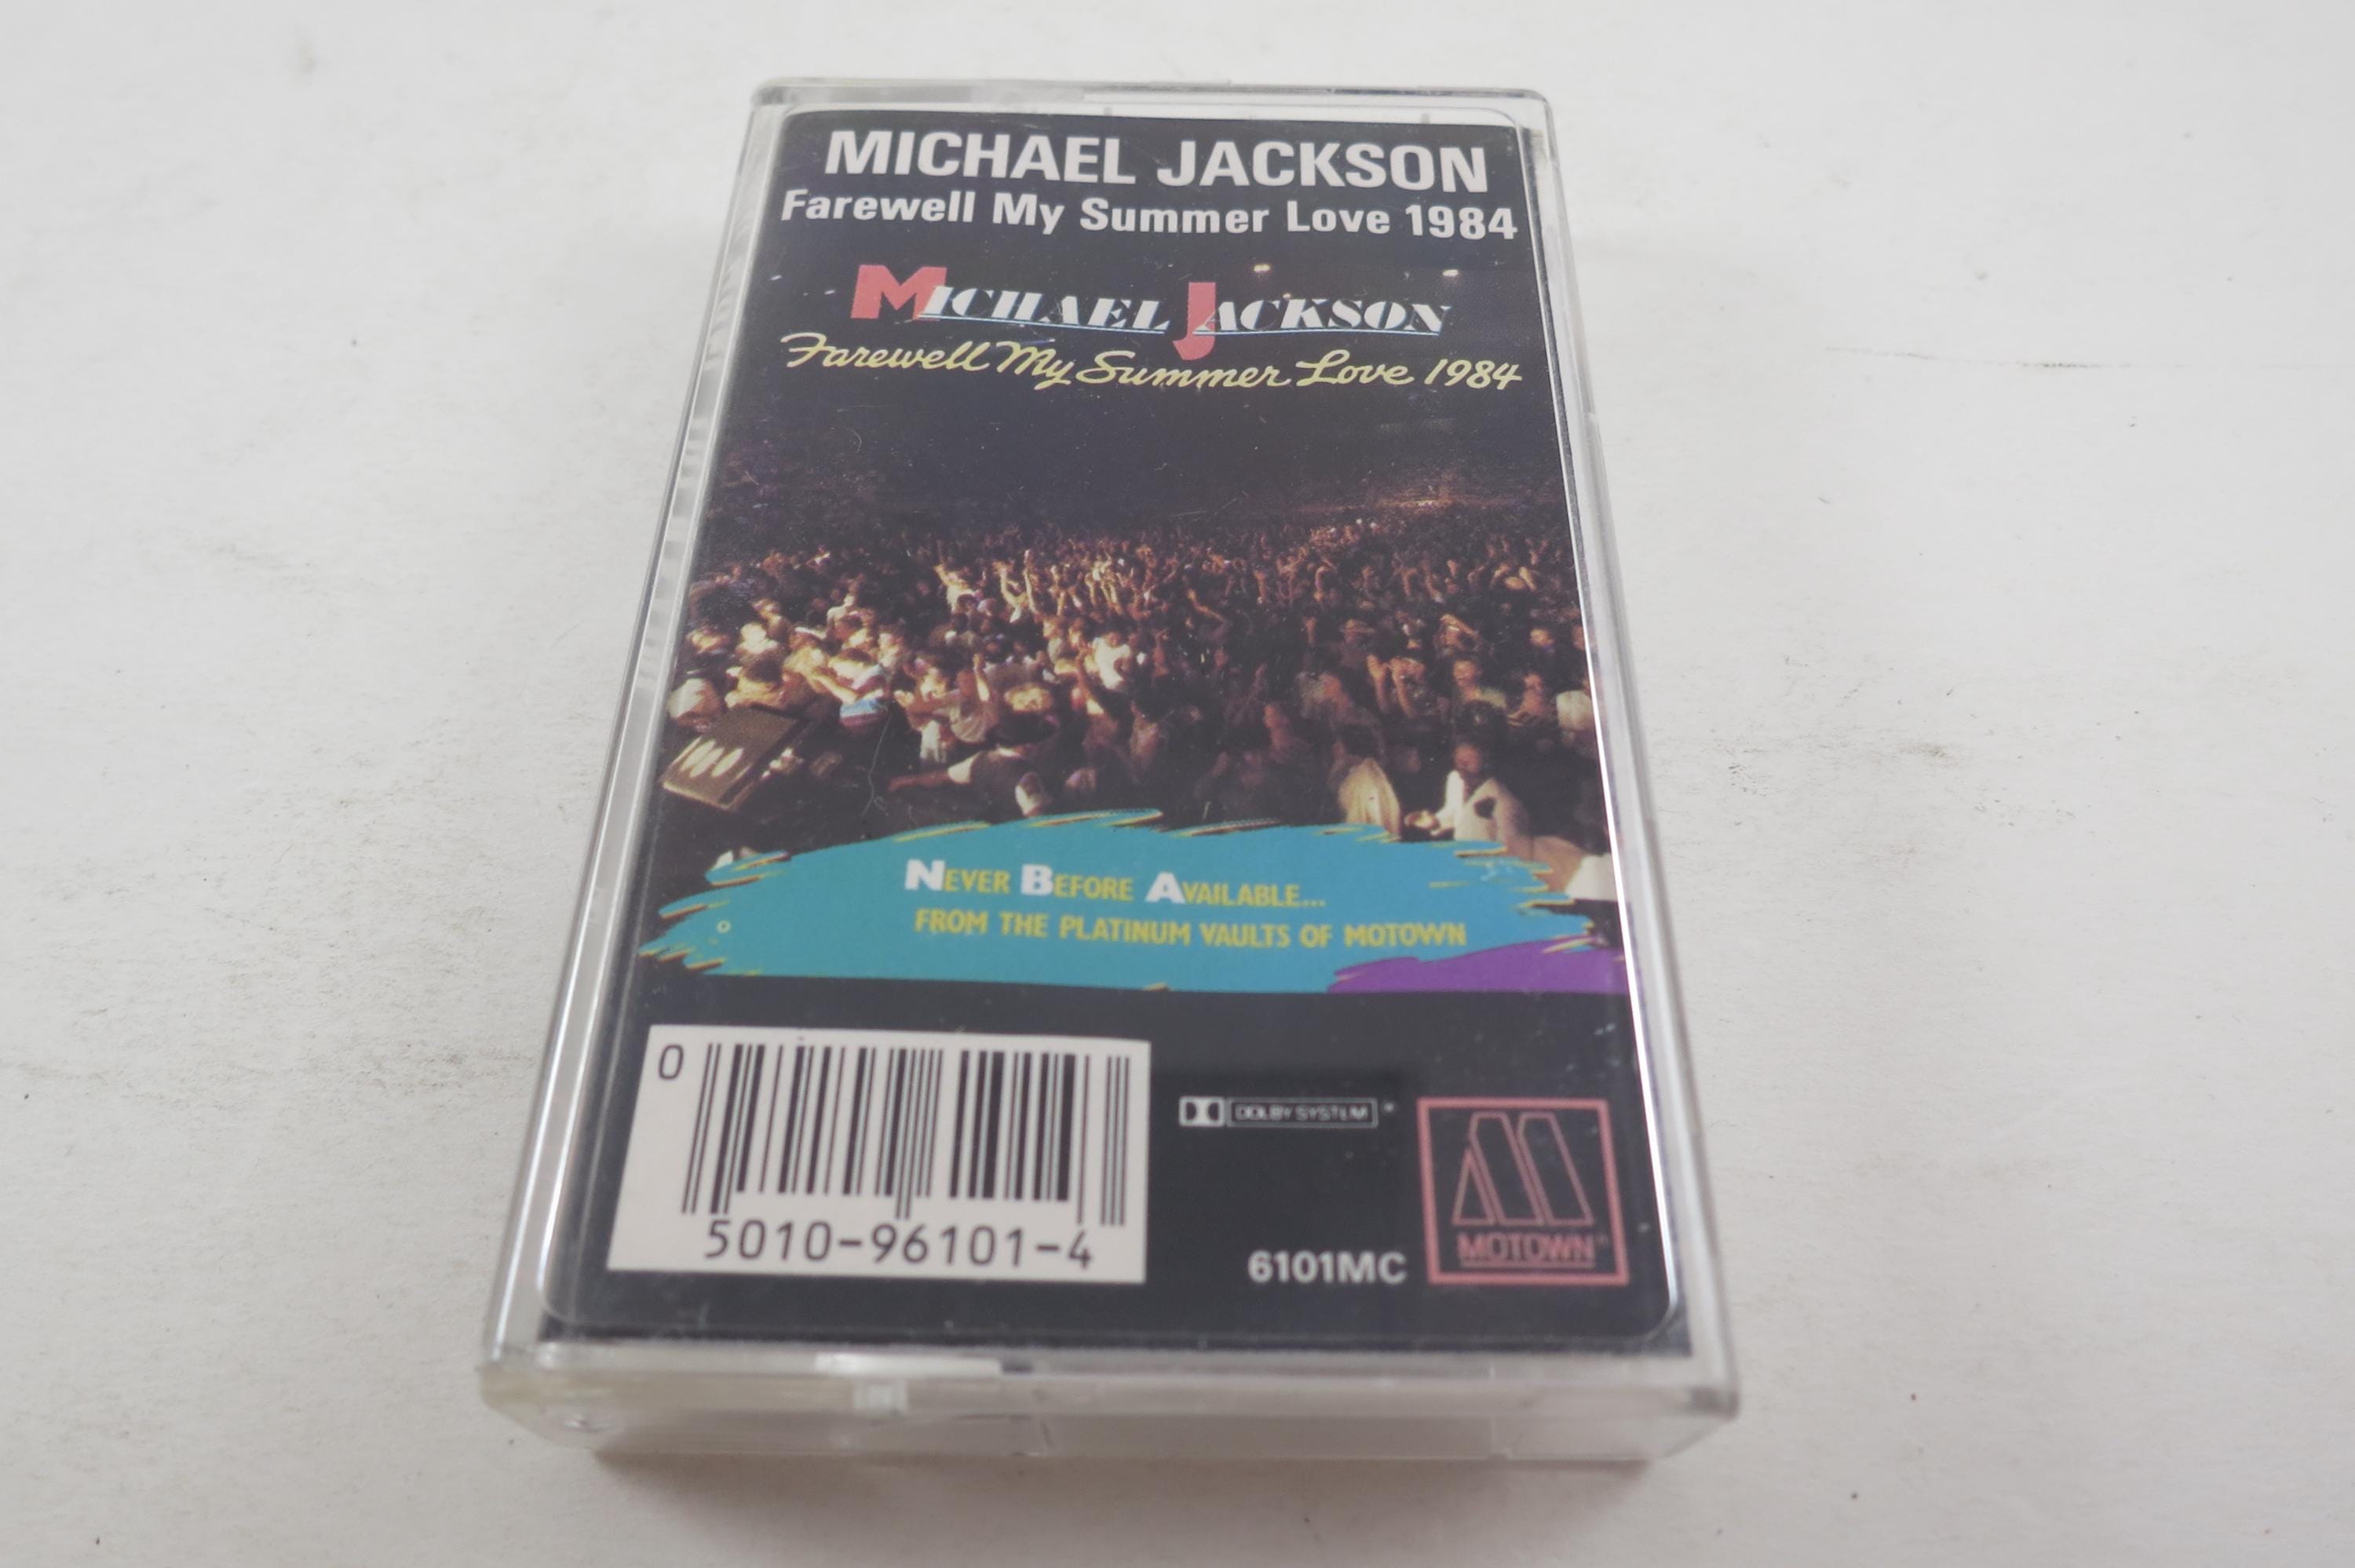 MICHAEL JACKSON
Farewell My Summer Love 1984
MICHAEL JACKSON
Farewell My Summer Love 1984
NEVER BEFORE AVAILABLE...
FROM THE PLATINUM VAULTS OF MOTOWN
0
5010-96101-4
DOLBY SYSTEM
6101MC
MOTOWN